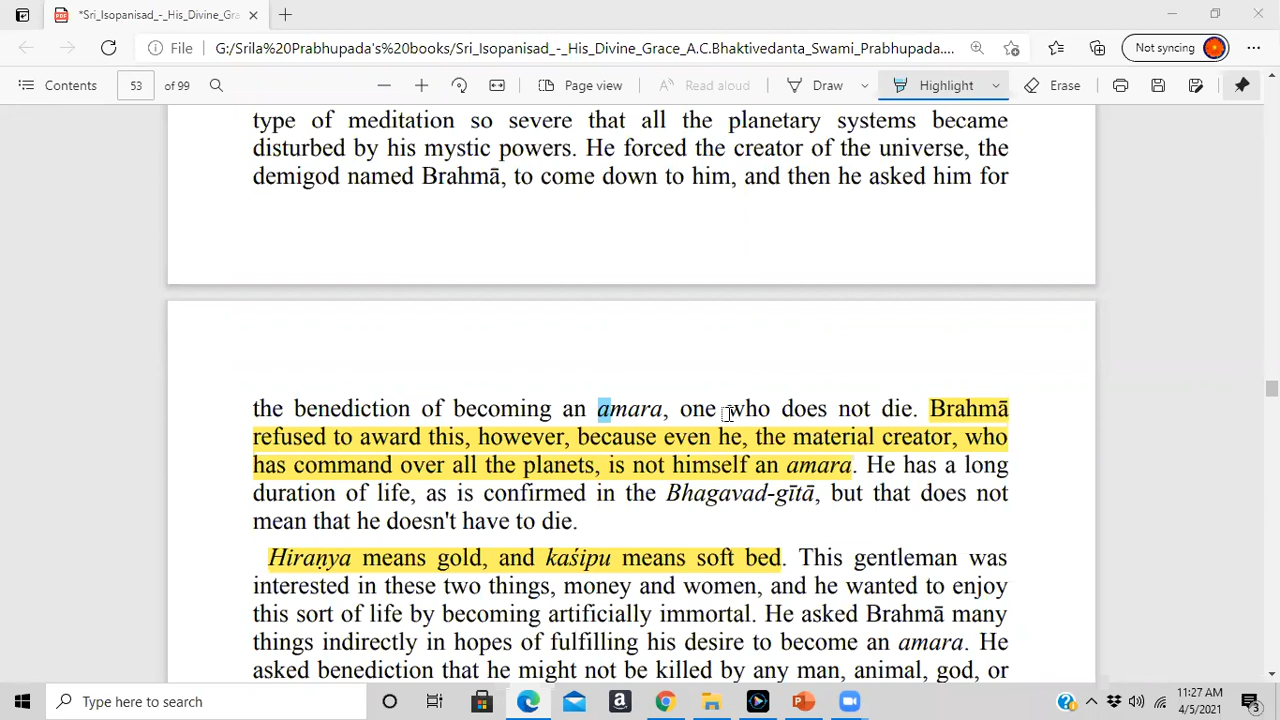 *Sri_Isopanisad_-_His_Divine_Gra
File
G:/Srila%20Prabhupada's%20books/Sri_Isopanisad_-_His_Divine_Grace_A.C.Bhaktivedanta_Swami_Prabhupada....
Not syncing
Contents
53
of 99
Page view
Read aloud
Draw
Highlight
Erase
type of meditation so severe that all the planetary systems became
disturbed by his mystic powers. He forced the creator of the universe, the
demigod named Brahmā, to come down to him, and then he asked him for
the benediction of becoming an amara, one who does not die. Brahmā
refused to award this, however, because even he, the material creator, who
has command over all the planets, is not himself an amara. He has a long
duration of life, as is confirmed in the Bhagavad-gītā, but that does not
mean that he doesn't have to die.
Hiraṇya means gold, and kaśipu means soft bed. This gentleman was
interested in these two things, money and women, and he wanted to enjoy
this sort of life by becoming artificially immortal. He asked Brahmā many
things indirectly in hopes of fulfilling his desire to become an amara. He
asked benediction that he might not be killed by any man, animal, god, or
Type here to search
11:27 AM
4/5/2021
3